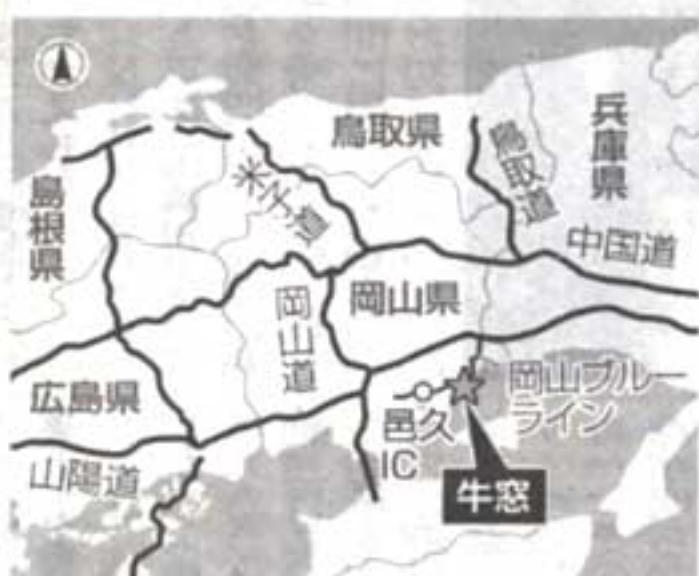 鳥取県
兵庫県
鳥取道
米子道
島根県
中国道
岡山県
岡山道
広島県
岡山ブルー
ライン
邑久
IC
山陽道
牛窓